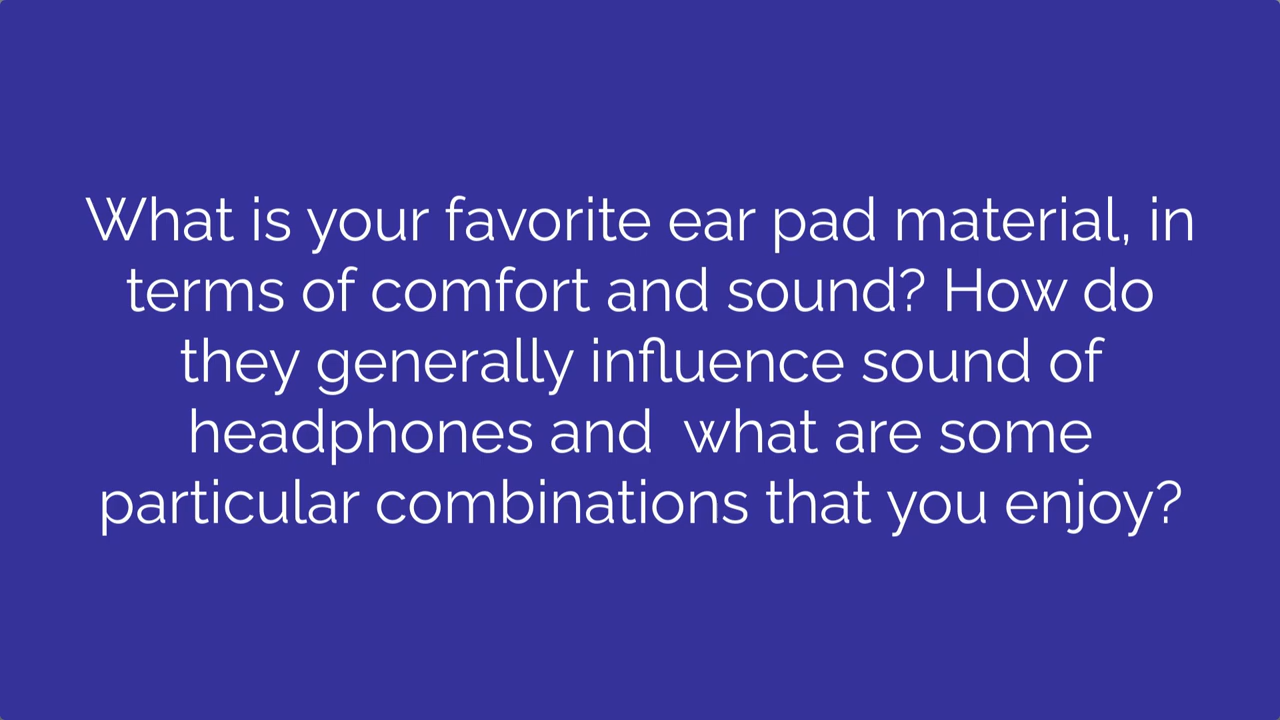 What is your favorite ear pad material, in
terms of comfort and sound? How do
they generally influence sound of
headphones and  what are some
particular combinations that you enjoy?